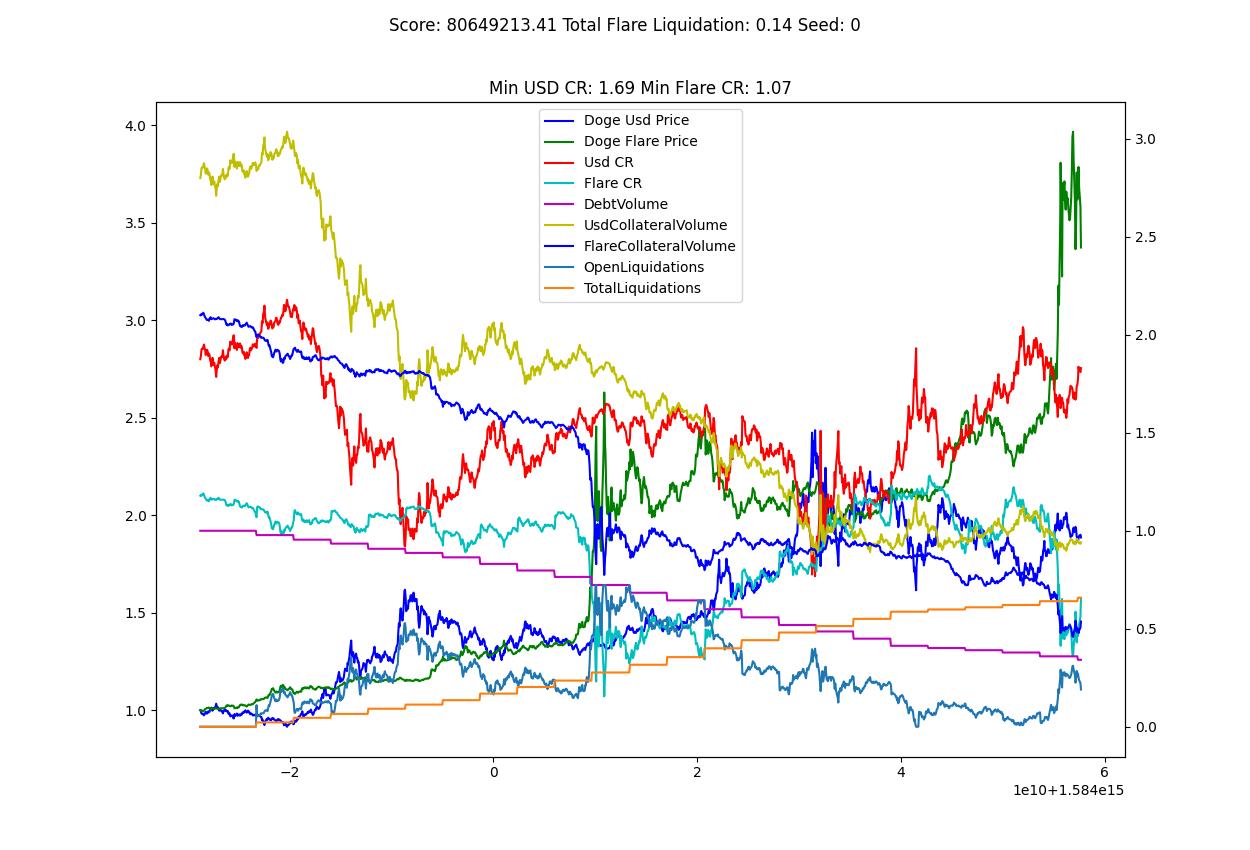 Score: 80649213.41 Total Flare Liquidation: 0.14 Seed: 0
Min USD CR: 1.69 Min Flare CR: 1.07
Doge Usd Price
Doge Flare Price
Usd CR
Flare CR
DebtVolume
UsdCollateralVolume
FlareCollateralVolume
OpenLiquidations
TotalLiquidations
4.0
3.5
3.0
2.5
2.0
1.5
1.0
3.0
2.5
2.0
1.5
1.0
0.5
0.0
−2 0 2 4 6
1e10+1.584e15